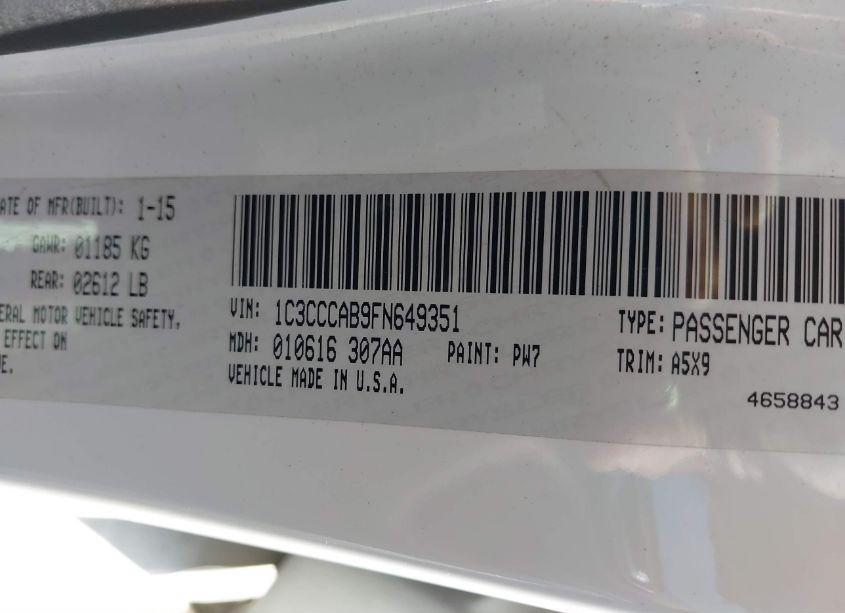 ATE OF MFR(BUILT): 1-15
GAWR: 01185 KG
REAR: 02612 LB
ERAL MOTOR VEHICLE SAFETY,
EFFECT ON
E.
VIN: 1C3CCCAB9FN649351
MDH: 010616 307AA PAINT: PW7
VEHICLE MADE IN U.S.A.
TYPE: PASSENGER CAR
TRIM: A5X9
4658843